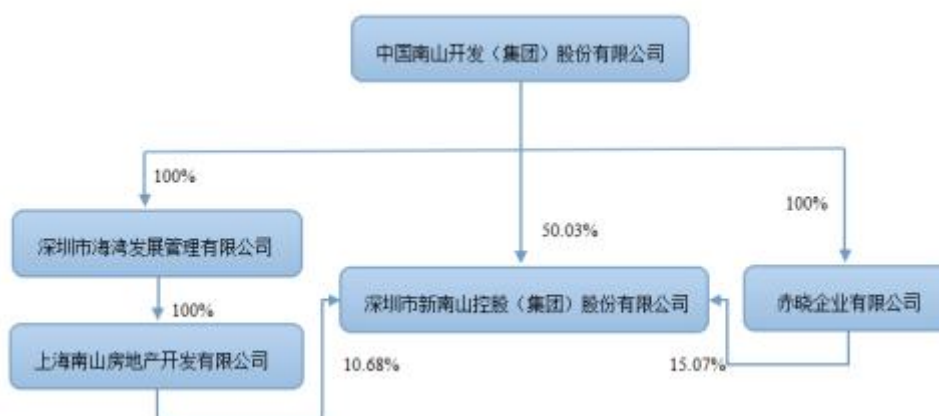 中国南山开发（集团）股份有限公司
100%
100%
深圳市海湾发展管理有限公司
50.03%
深圳市新南山控股（集团）股份有限公司
赤晓企业有限公司
100%
上海南山房地产开发有限公司
10.68%
15.07%